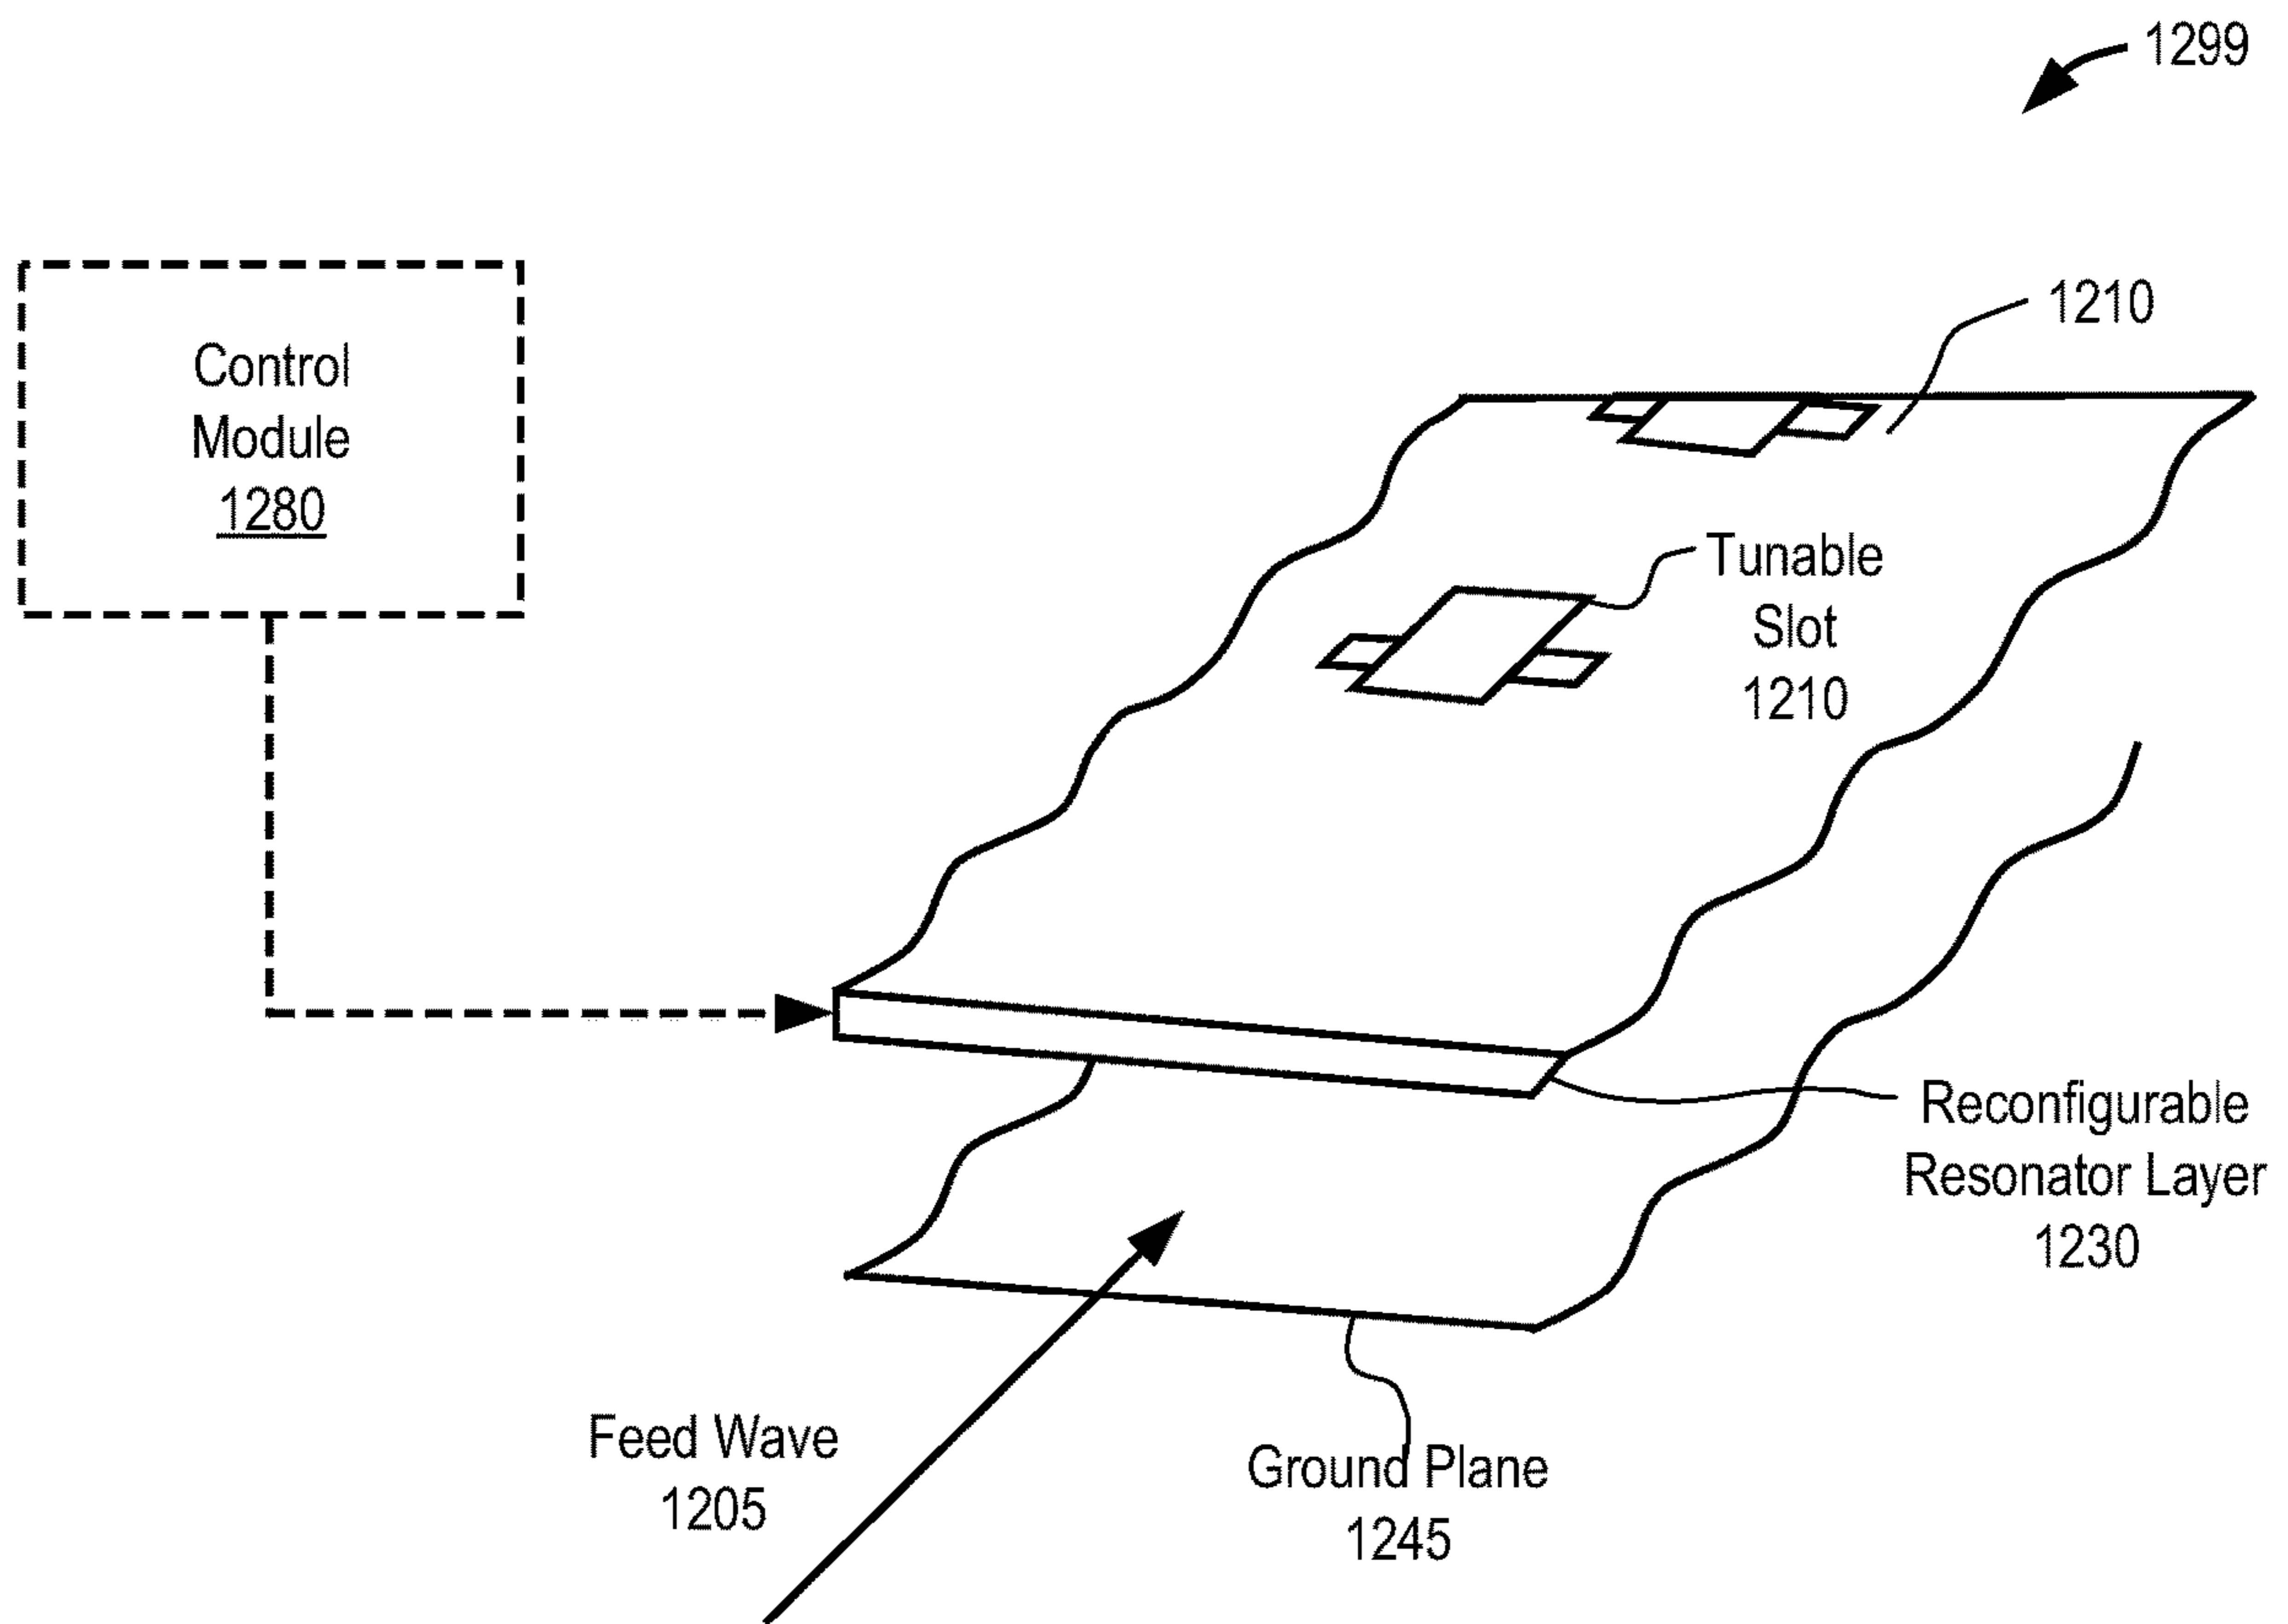 1299
1210
Control
Module
1280
Tunable
Slot
1210
Reconfigurable
Resonator Layer
1230
Feed Wave
1205
Ground Plane
1245